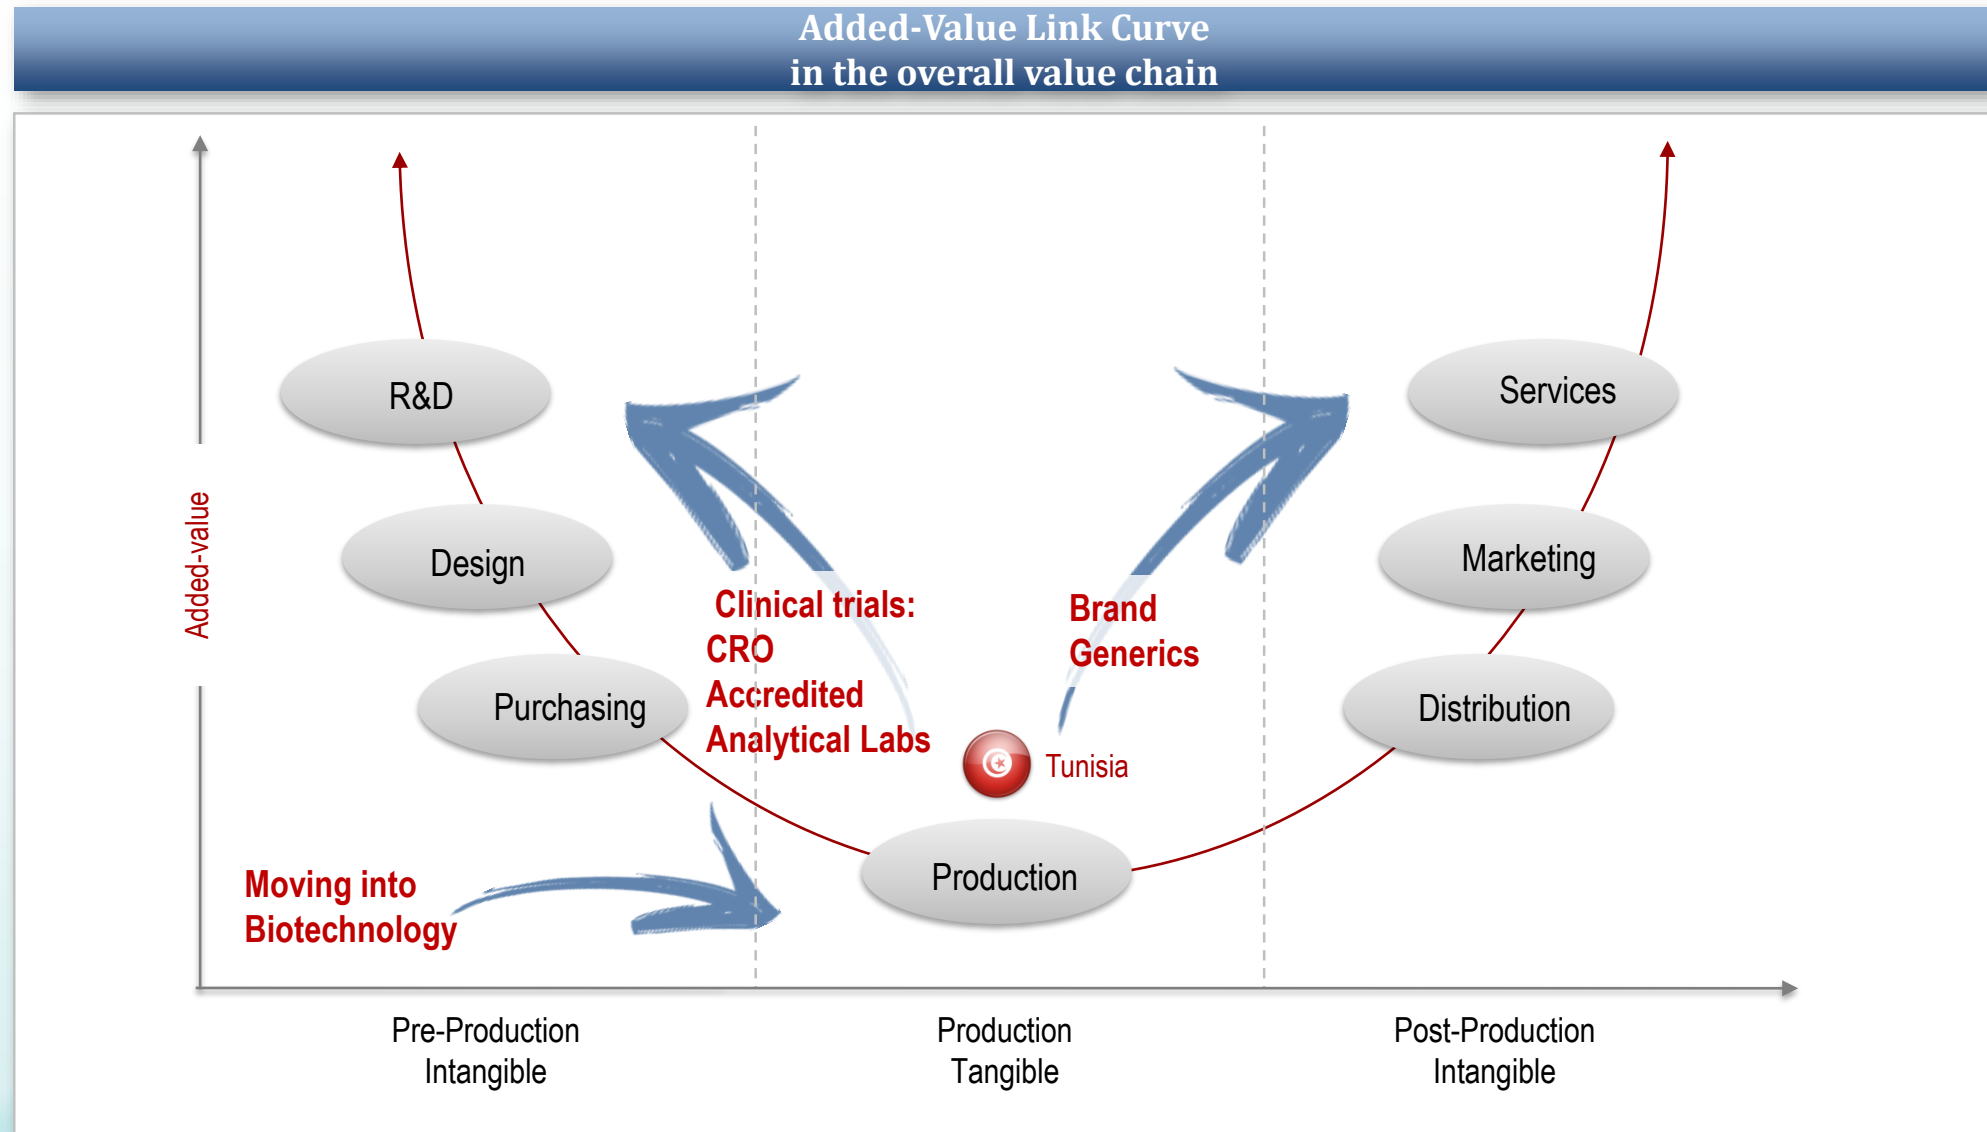 Added-Value Link Curve
in the overall value chain
Added-value
R&D
Design
Purchasing
Clinical trials:
CRO
Accredited
Analytical Labs
Brand
Generics
Tunisia
Services
Marketing
Distribution
Production
Moving into
Biotechnology
Pre-Production
Intangible
Production
Tangible
Post-Production
Intangible